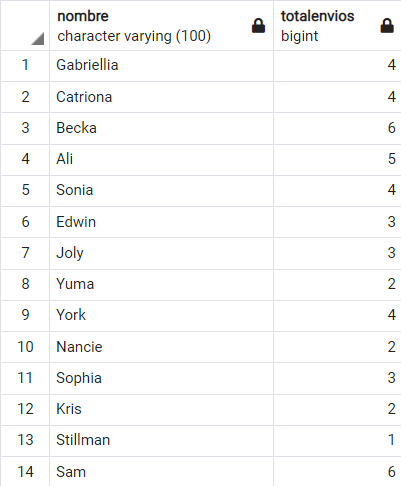 nombre totalenvios
character varying (100) bigint
1 Gabriellia 4
2 Catriona 4
3 Becka 6
4 Ali 5
5 Sonia 4
6 Edwin 3
7 Joly 3
8 Yuma 2
9 York 4
10 Nancie 2
11 Sophia 3
12 Kris 2
13 Stillman 1
14 Sam 6